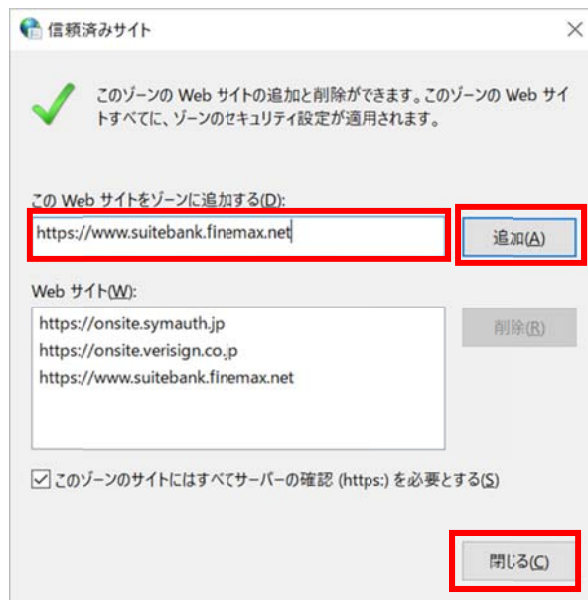 信頼済みサイト
このゾーンの Web サイトの追加と削除ができます。このゾーンの Web サイ
トすべてに、ゾーンのセキュリティ設定が適用されます。
この Web サイトをゾーンに追加する(D):
https://www.suitebank.finemax.net
追加(A)
Web サイト(W):
https://onsite.symauth.jp
https://onsite.verisign.co.jp
https://www.suitebank.finemax.net
削除(R)
このゾーンのサイトにはすべてサーバーの確認 (https:) を必要とする(S)
閉じる(C)